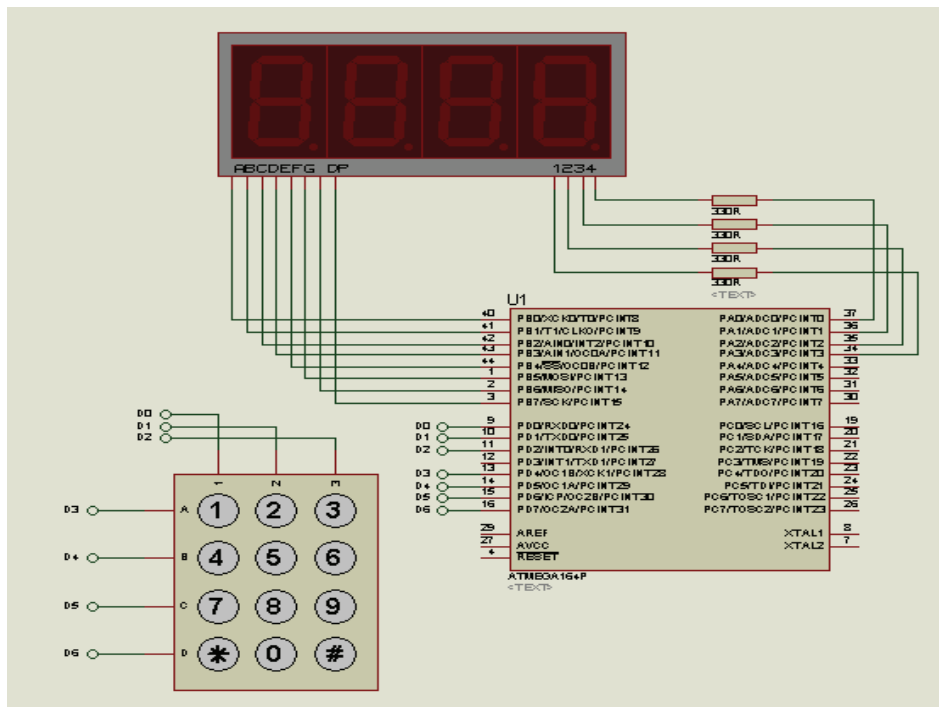 ABCDEFG DP
1234
330R
330R
330R
330R
<TEXT>
U1
40 PB0/XCK0/T0/PCINT8
41 PB1/T1/CLKO/PCINT9
42 PB2/AIN0/INT2/PCINT10
43 PB3/AIN1/OC0A/PCINT11
44 PB4/SS/OC0B/PCINT12
1 PB5/MOSI/PCINT13
2 PB6/MISO/PCINT14
3 PB7/SCK/PCINT15
PA0/ADC0/PCINT0 37
PA1/ADC1/PCINT1 36
PA2/ADC2/PCINT2 35
PA3/ADC3/PCINT3 34
PA4/ADC4/PCINT4 33
PA5/ADC5/PCINT5 32
PA6/ADC6/PCINT6 31
PA7/ADC7/PCINT7 30
D0 9 PD0/RXD0/PCINT24
D1 10 PD1/TXD0/PCINT25
D2 11 PD2/INT0/RXD1/PCINT26
12 PD3/INT1/TXD1/PCINT27
D3 13 PD4/OC1B/XCK1/PCINT28
D4 14 PD5/OC1A/PCINT29
D5 15 PD6/ICP/OC2B/PCINT30
D6 16 PD7/OC2A/PCINT31
PC0/SCL/PCINT16 19
PC1/SDA/PCINT17 20
PC2/TCK/PCINT18 21
PC3/TMS/PCINT19 22
PC4/TDO/PCINT20 23
PC5/TDI/PCINT21 24
PC6/TOSC1/PCINT22 25
PC7/TOSC2/PCINT23 26
29 AREF
27 AVCC
4 RESET
XTAL1 8
XTAL2 7
ATMEGA164P
<TEXT>
D0
D1
D2
1 2 3
D3 A 1 2 3
D4 B 4 5 6
D5 C 7 8 9
D6 D * 0 #